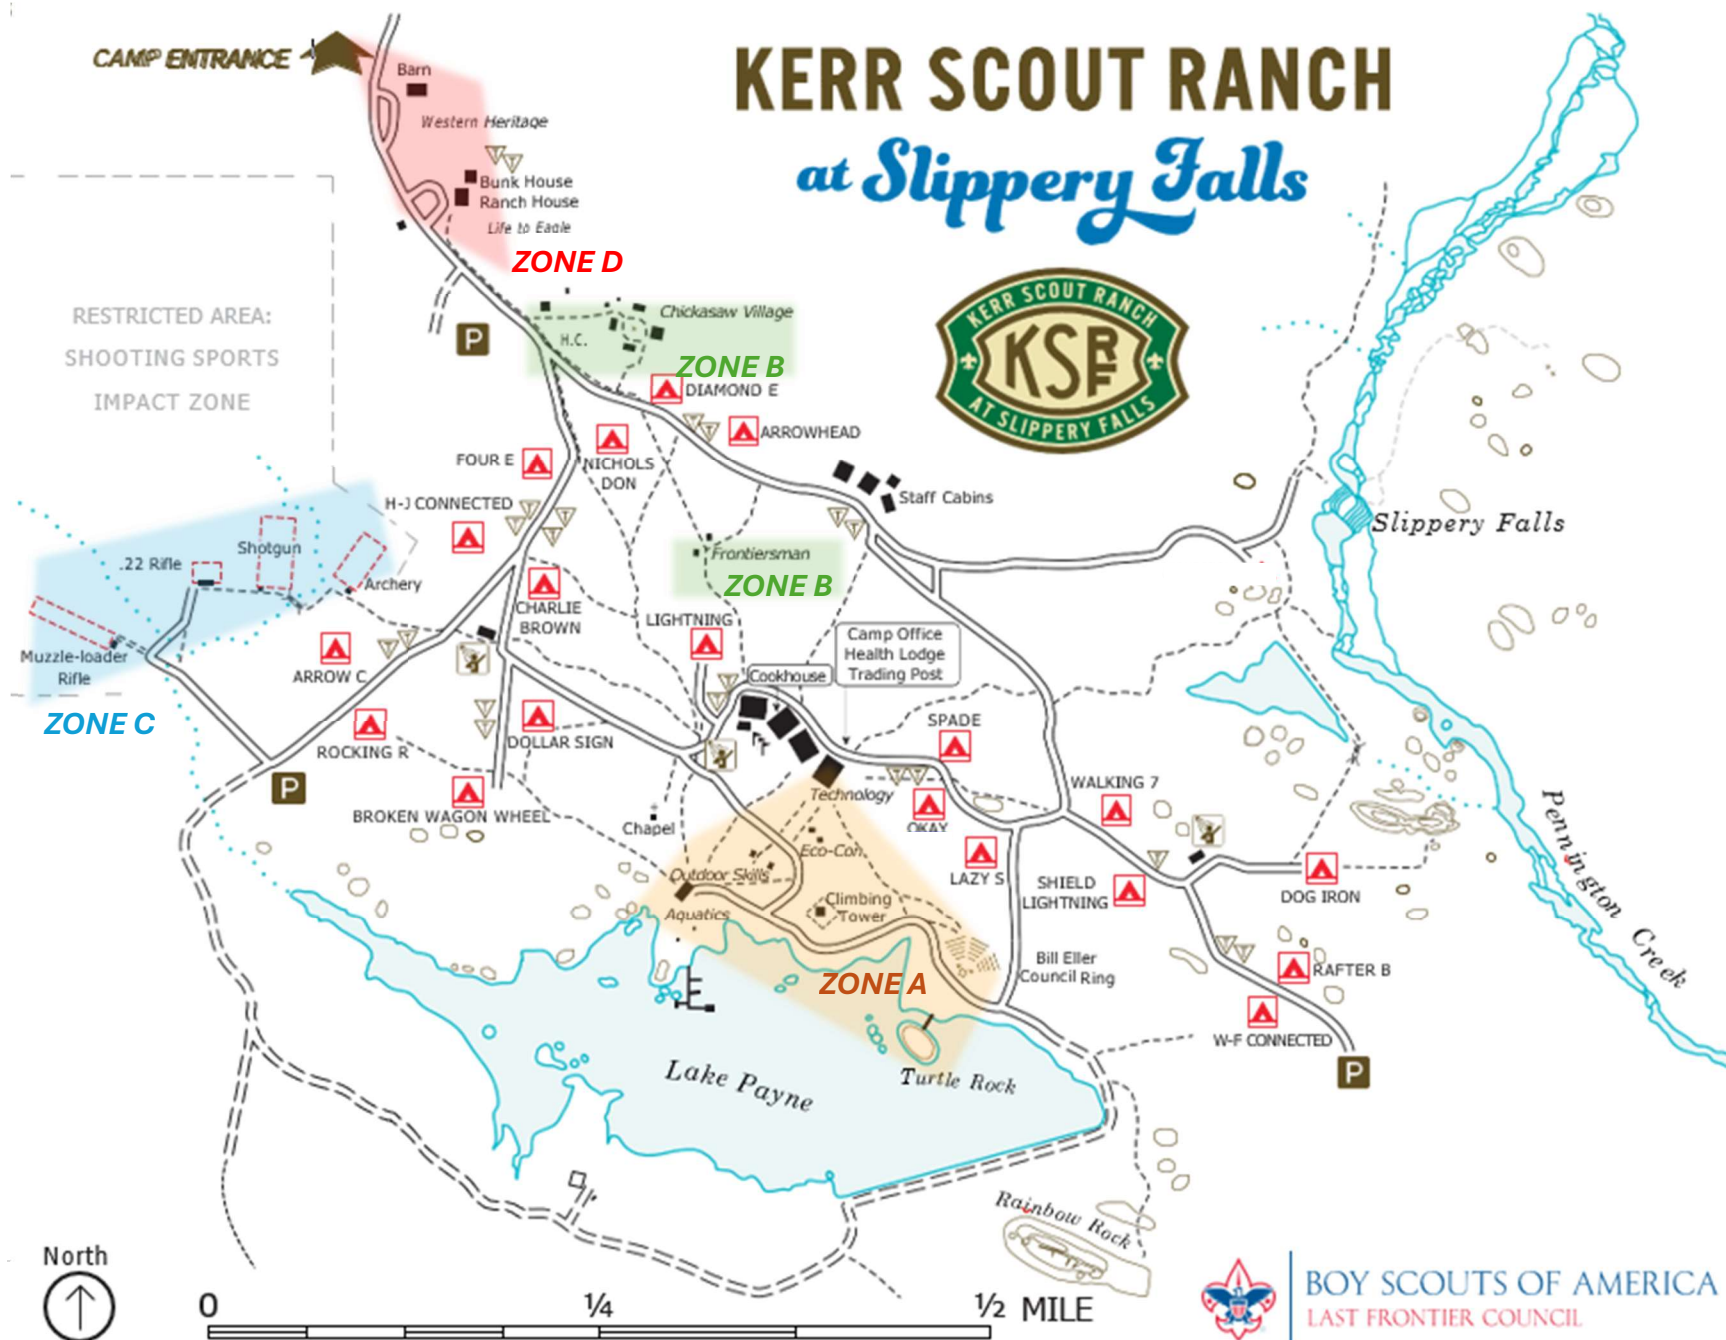 CAMP ENTRANCE
KERR SCOUT RANCH
at Slippery Falls
Barn
Western Heritage
Bunk House
Ranch House
Life to Eagle
ZONE D
RESTRICTED AREA:
SHOOTING SPORTS
IMPACT ZONE
P
H.C.
Chickasaw Village
ZONE B
DIAMOND E
KERR SCOUT RANCH
KSRFF
AT SLIPPERY FALLS
ARROWHEAD
FOUR E
NICHOLS
DON
H-J CONNECTED
Staff Cabins
Slippery Falls
Shotgun
.22 Rifle
Archery
Frontiersman
ZONE B
CHARLIE
BROWN
LIGHTNING
Camp Office
Health Lodge
Trading Post
Muzzle-loader
Rifle
ARROW C
Cookhouse
ZONE C
ROCKING R
DOLLAR SIGN
SPADE
P
BROKEN WAGON WHEEL
Technology
WALKING 7
Chapel
OKAY
Eco-Con.
Outdoor Skills
LAZY S
SHIELD
LIGHTNING
DOG IRON
Pennington Creek
Aquatics
Climbing
Tower
Bill Eller
Council Ring
RAFTER B
ZONE A
W-F CONNECTED
P
Lake Payne
Turtle Rock
Rainbow Rock
North
0 1/4 1/2 MILE
BOY SCOUTS OF AMERICA
LAST FRONTIER COUNCIL